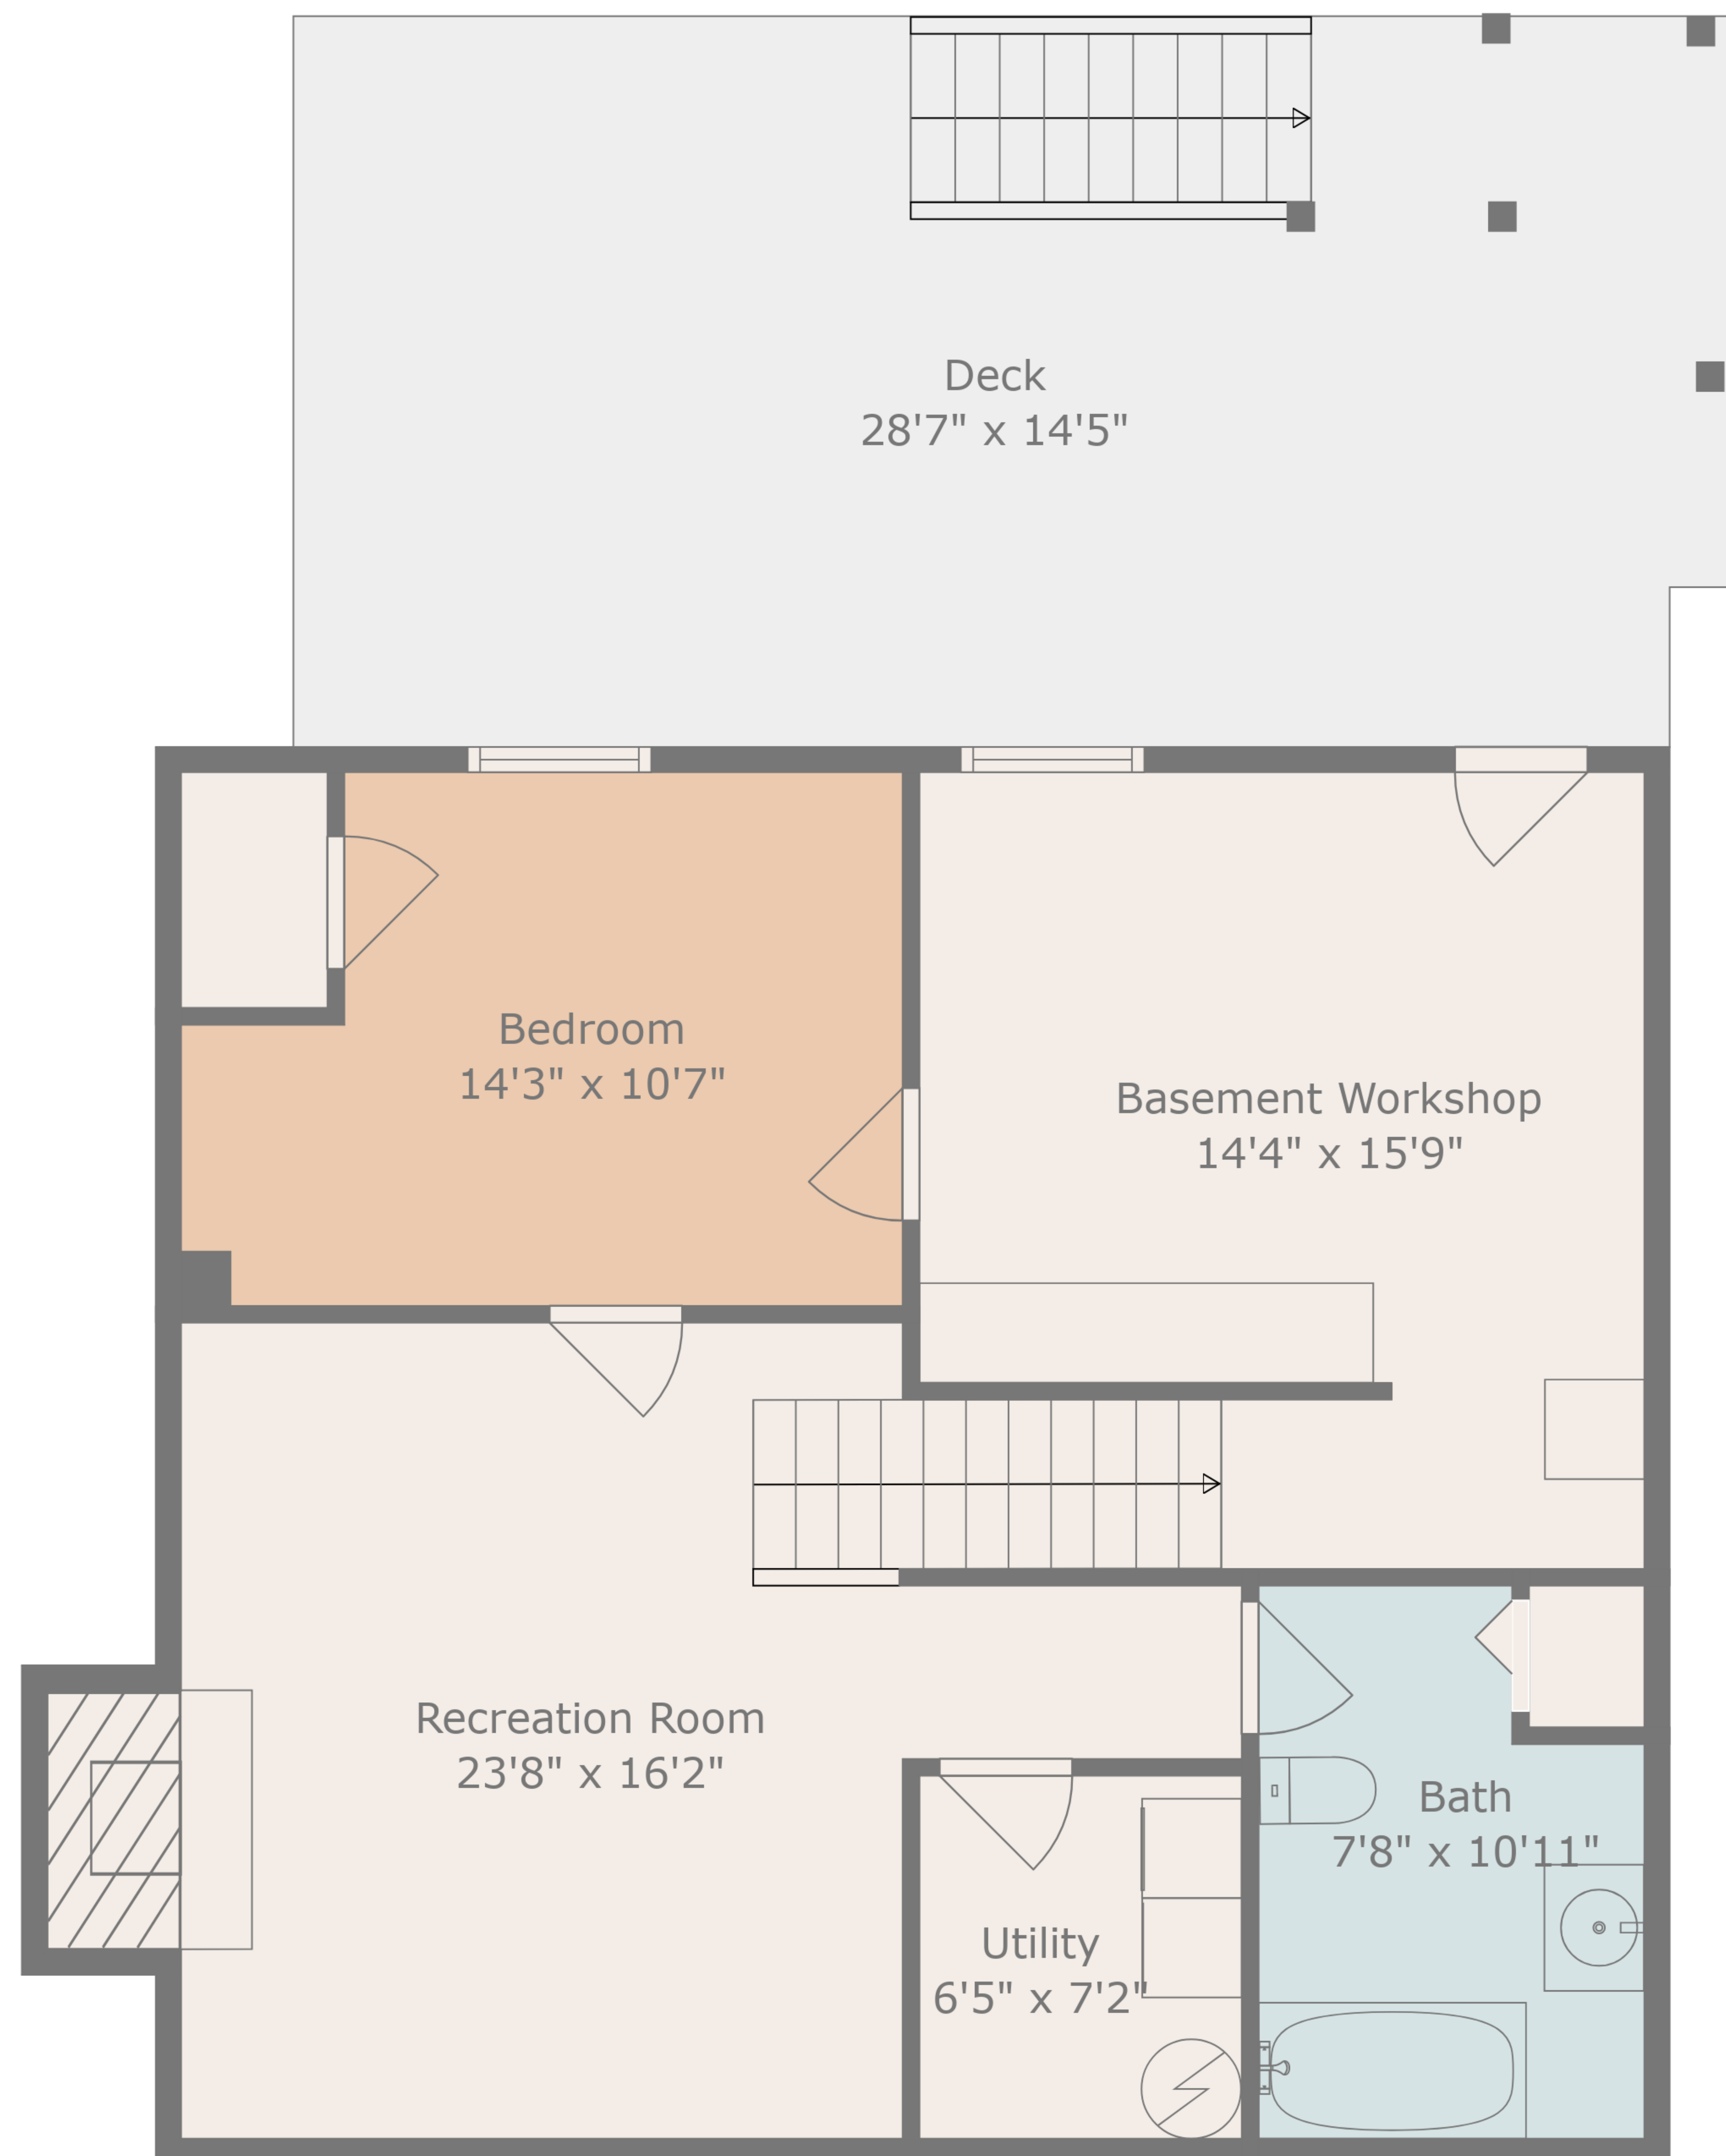 Deck
28'7" x 14'5"
Bedroom
14'3" x 10'7"
Basement Workshop
14'4" x 15'9"
Recreation Room
23'8" x 16'2"
Bath
7'8" x 10'11"
Utility
6'5" x 7'2"